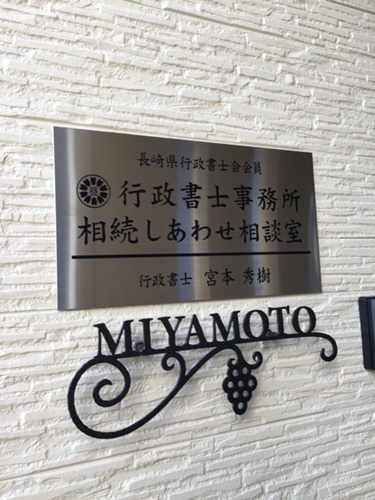 長崎県行政書士会会員
行政書士事務所
相続しあわせ相談室
行政書士 宮本 秀樹
MIYAMOTO